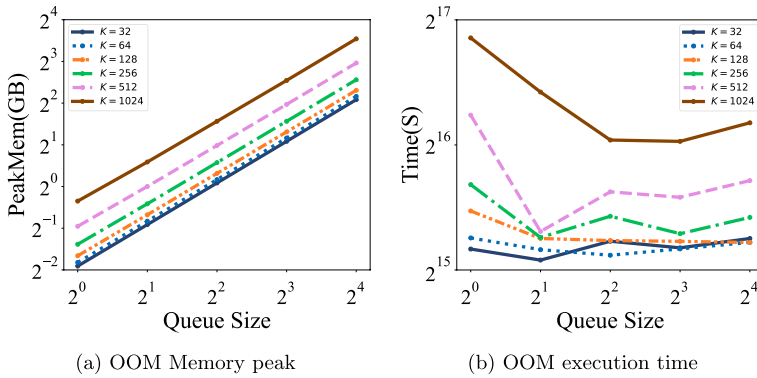 2^4
2^3
2^2
2^1
2^0
2^−1
2^−2
PeakMem(GB)
K = 32
K = 64
K = 128
K = 256
K = 512
K = 1024
2^0 2^1 2^2 2^3 2^4
Queue Size
(a) OOM Memory peak
2^17
2^16
2^15
Time(S)
K = 32
K = 64
K = 128
K = 256
K = 512
K = 1024
2^0 2^1 2^2 2^3 2^4
Queue Size
(b) OOM execution time